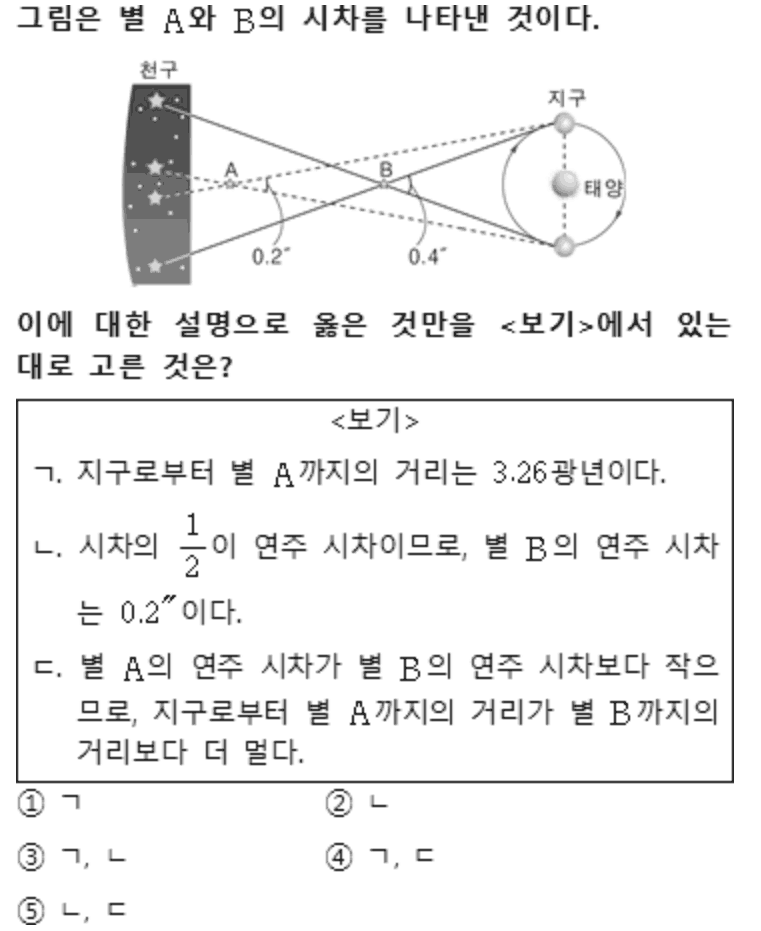 그림은 별 A와 B의 시차를 나타낸 것이다.
천구
지구
A
B
태양
0.2″
0.4″
이에 대한 설명으로 옳은 것만을 <보기>에서 있는
대로 고른 것은?
<보기>
ㄱ. 지구로부터 별 A까지의 거리는 3.26광년이다.
ㄴ. 시차의 1/2이 연주 시차이므로, 별 B의 연주 시차
는 0.2″이다.
ㄷ. 별 A의 연주 시차가 별 B의 연주 시차보다 작으
므로, 지구로부터 별 A까지의 거리가 별 B까지의
거리보다 더 멀다.
① ㄱ ② ㄴ
③ ㄱ, ㄴ ④ ㄱ, ㄷ
⑤ ㄴ, ㄷ